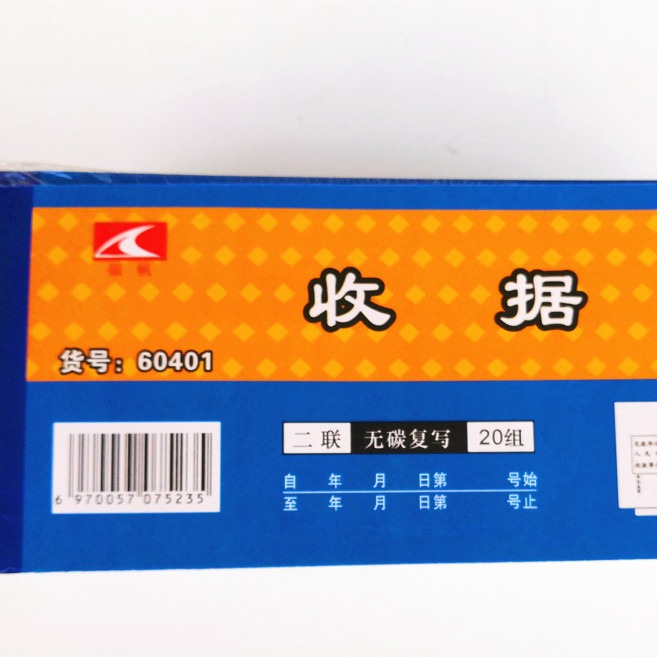 收据
货号：60401
二联 无碳复写 20组
自 年 月 日第 号始
至 年 月 日第 号止
6 970057 075235